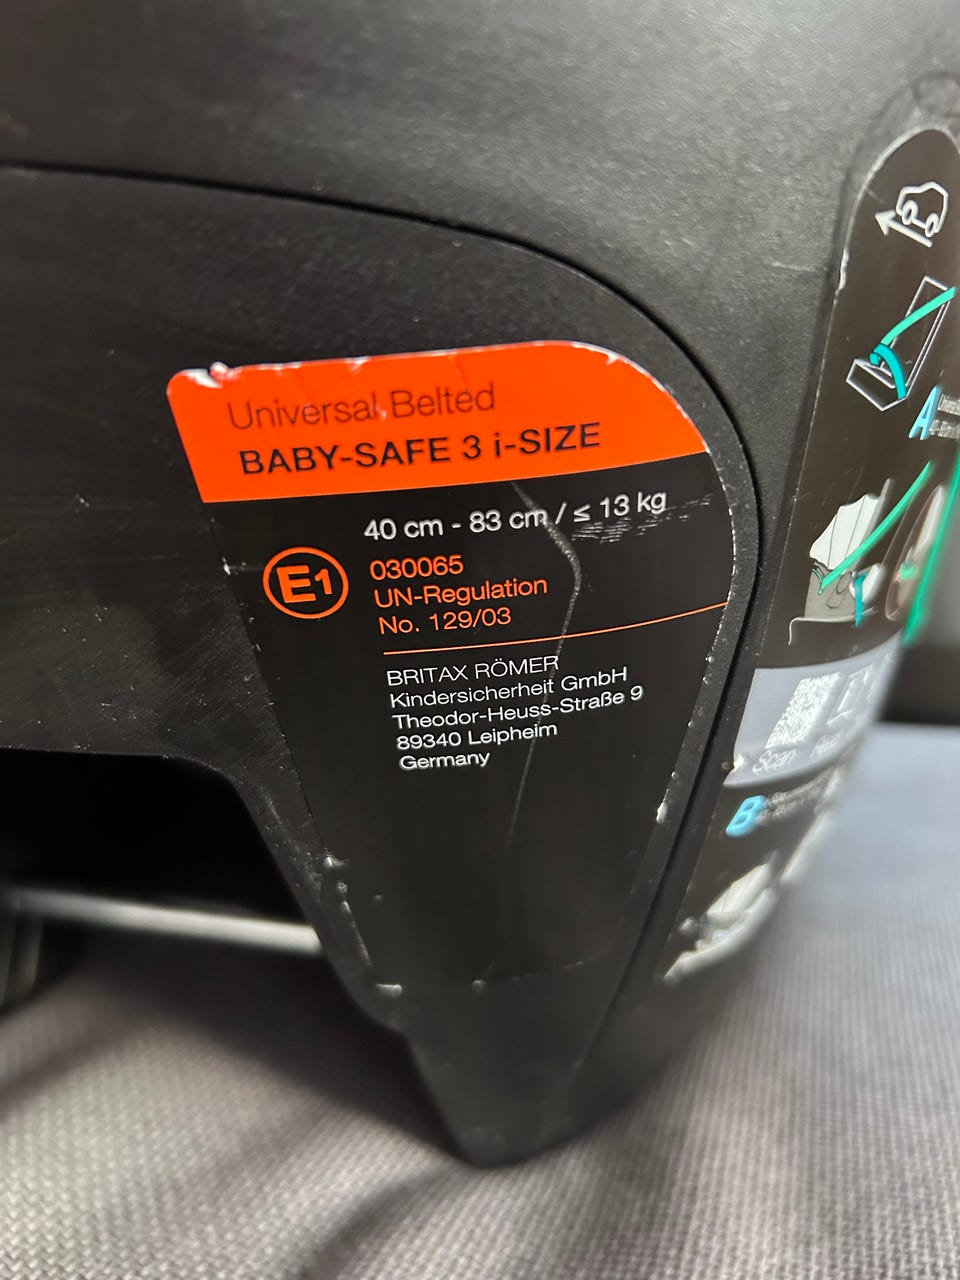 Universal Belted
BABY-SAFE 3 i-SIZE
40 cm - 83 cm / ≤ 13 kg
E1
030065
UN-Regulation
No. 129/03
BRITAX RÖMER
Kindersicherheit GmbH
Theodor-Heuss-Straße 9
89340 Leipheim
Germany
A
Scan
B